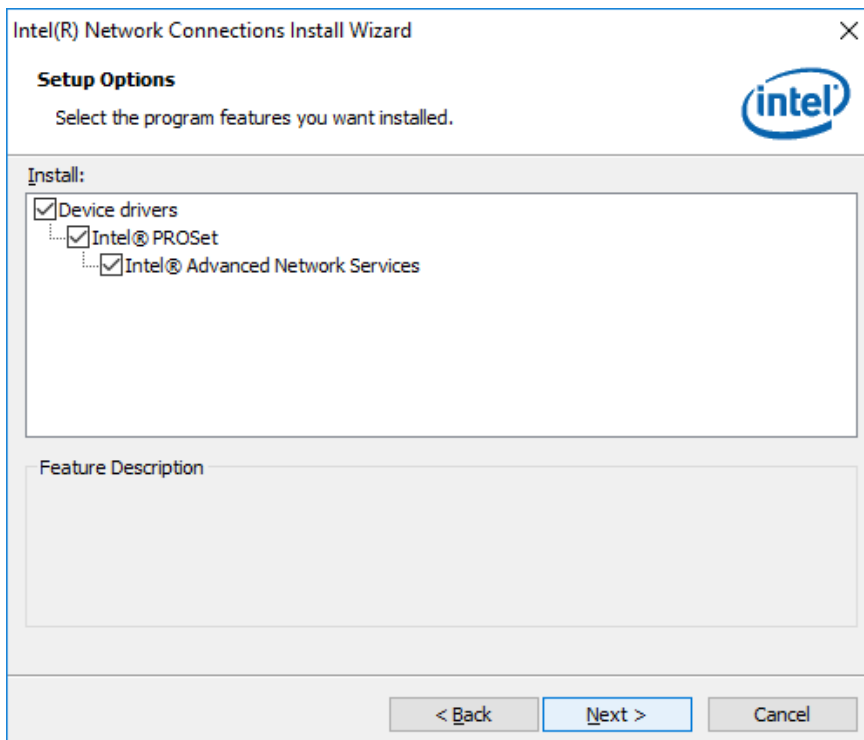 Intel(R) Network Connections Install Wizard
Setup Options
Select the program features you want installed.
intel
Install:
Device drivers
Intel® PROSet
Intel® Advanced Network Services
Feature Description
< Back
Next >
Cancel